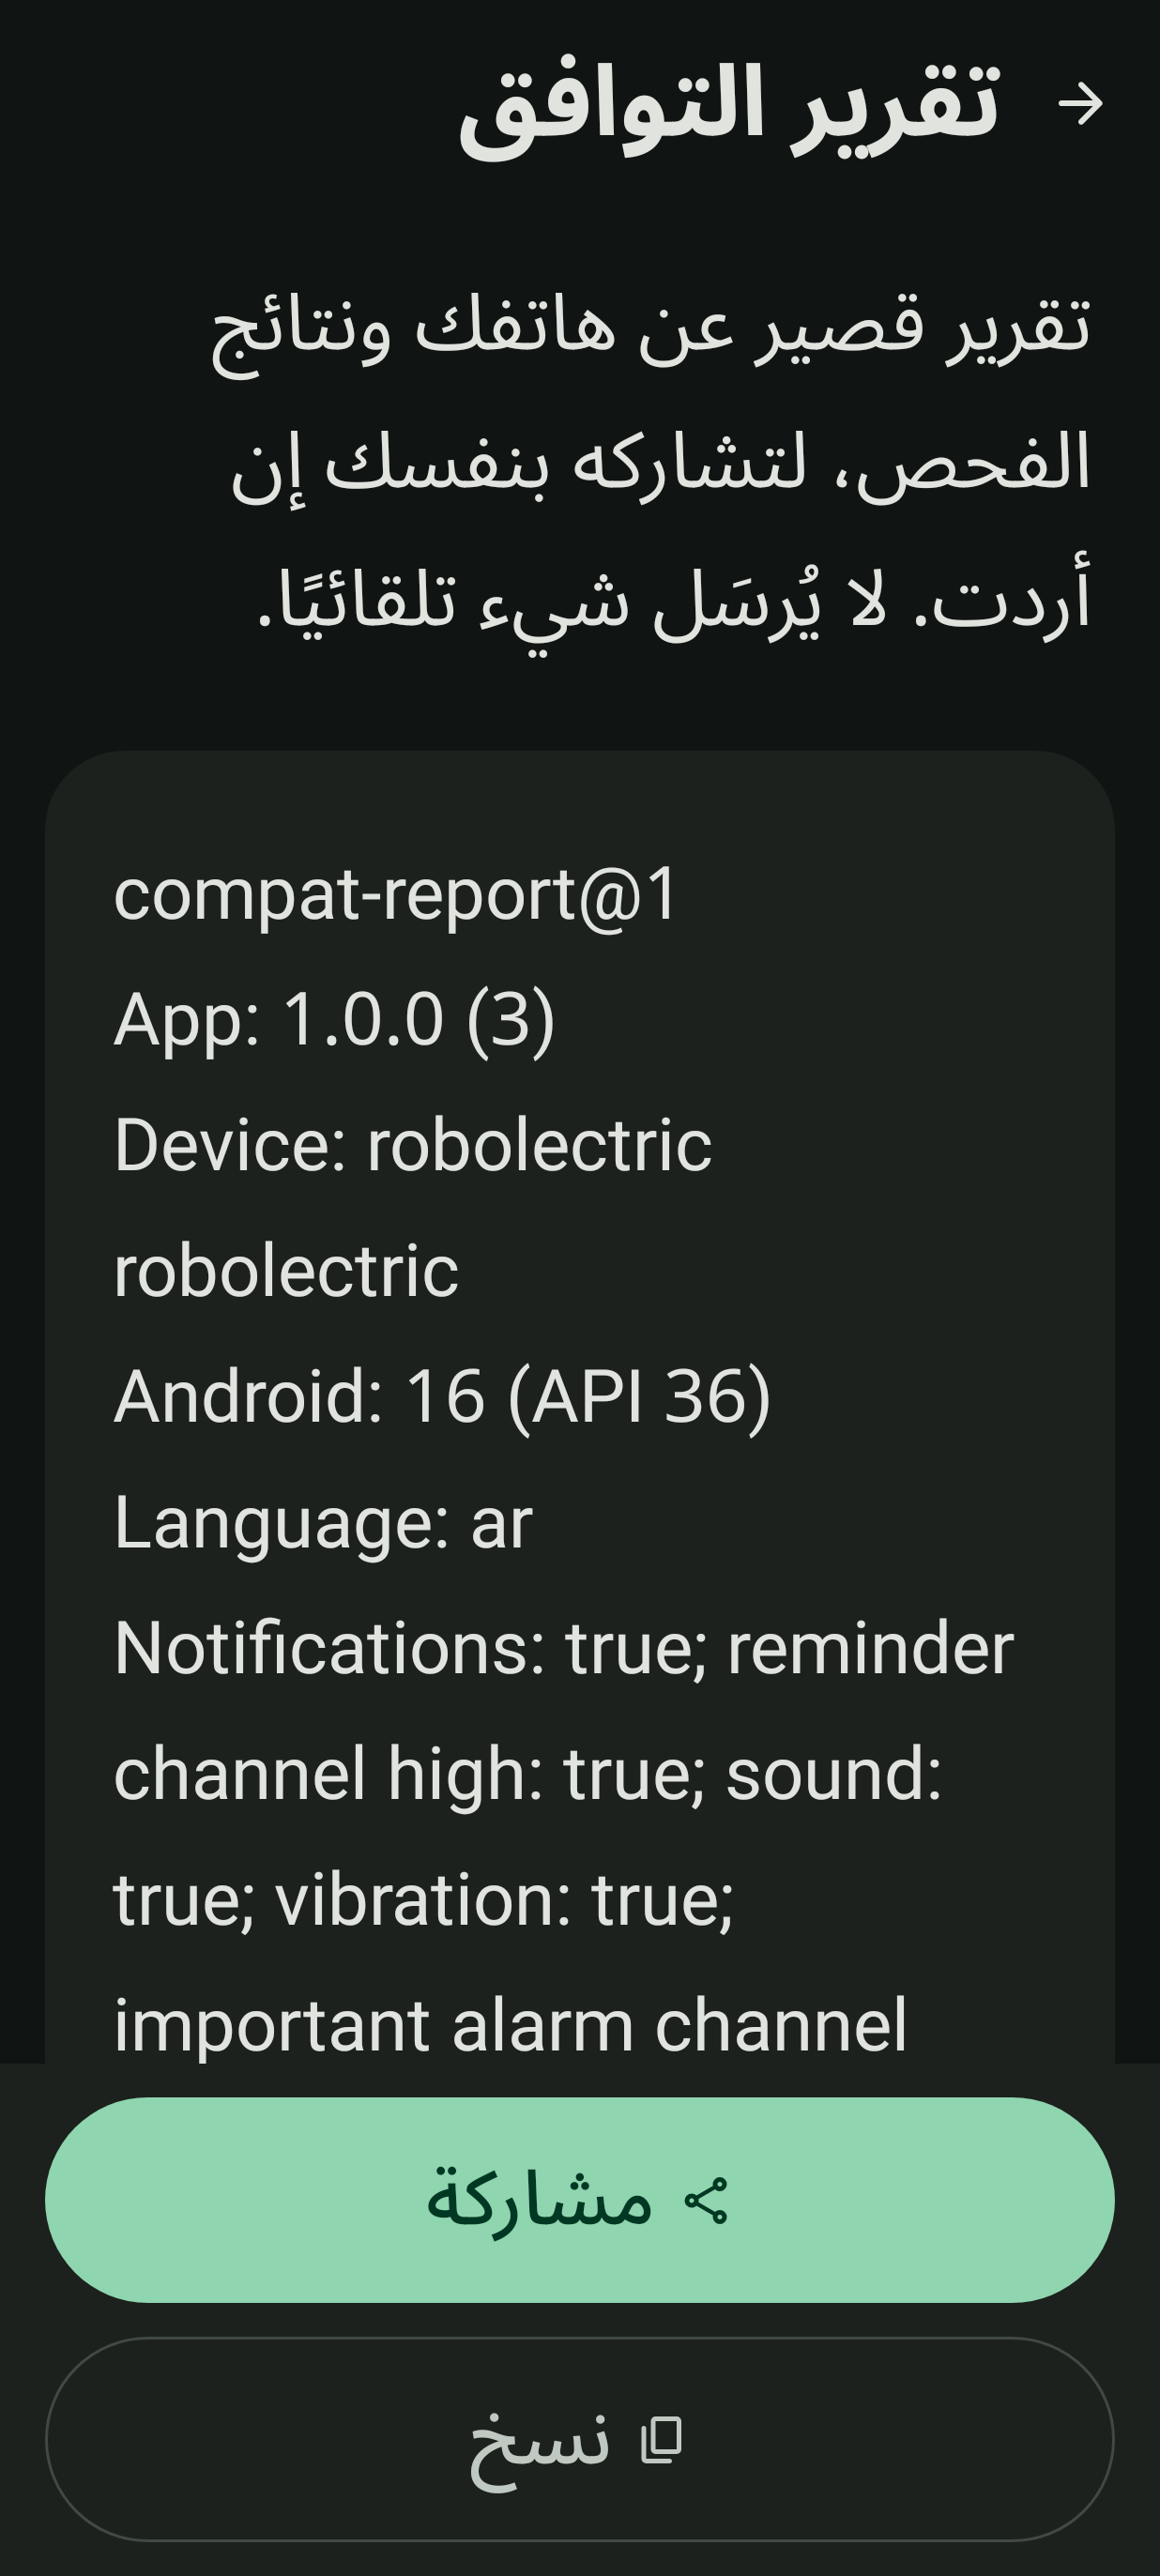 تقرير التوافق
تقرير قصير عن هاتفك ونتائج
الفحص، لتشاركه بنفسك إن
أردت. لا يُرسَل شيء تلقائيًا.
compat-report@1
App: 1.0.0 (3)
Device: robolectric
robolectric
Android: 16 (API 36)
Language: ar
Notifications: true; reminder
channel high: true; sound:
true; vibration: true;
important alarm channel
مشاركة
نسخ